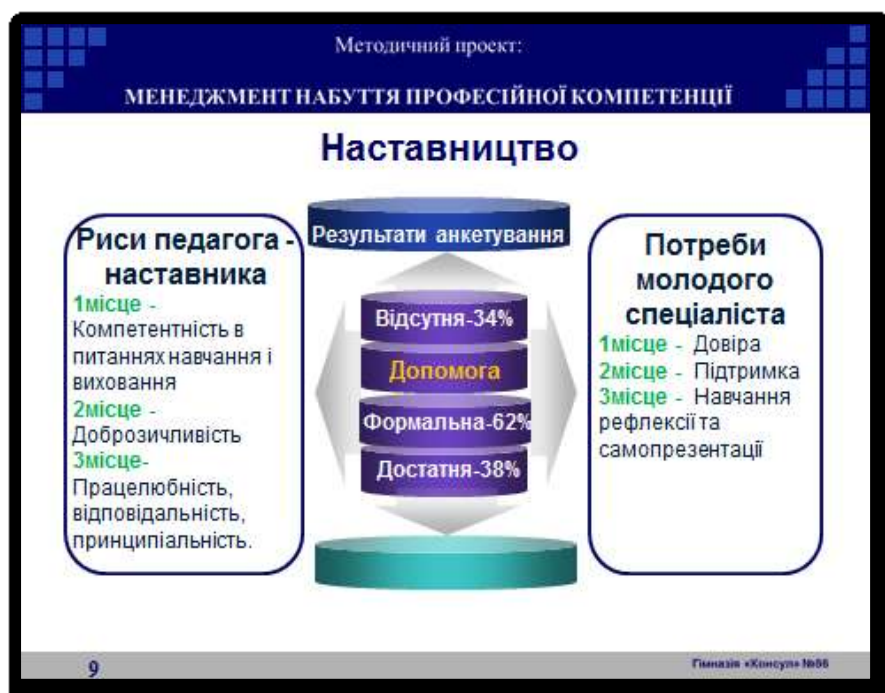 Методичний проект:
МЕНЕДЖМЕНТ НАБУТТЯ ПРОФЕСІЙНОЇ КОМПЕТЕНЦІЇ
Наставництво
Риси педагога -
наставника
1місце -
Компетентність в
питаннях навчання і
виховання
2місце -
Доброзичливість
3місце-
Працелюбність,
відповідальність,
принципіальність.
Результати анкетування
Відсутня-34%
Допомога
Формальна-62%
Достатня-38%
Потреби
молодого
спеціаліста
1місце - Довіра
2місце - Підтримка
3місце - Навчання
рефлексії та
самопрезентації
9
Гімназія «Консул» №86